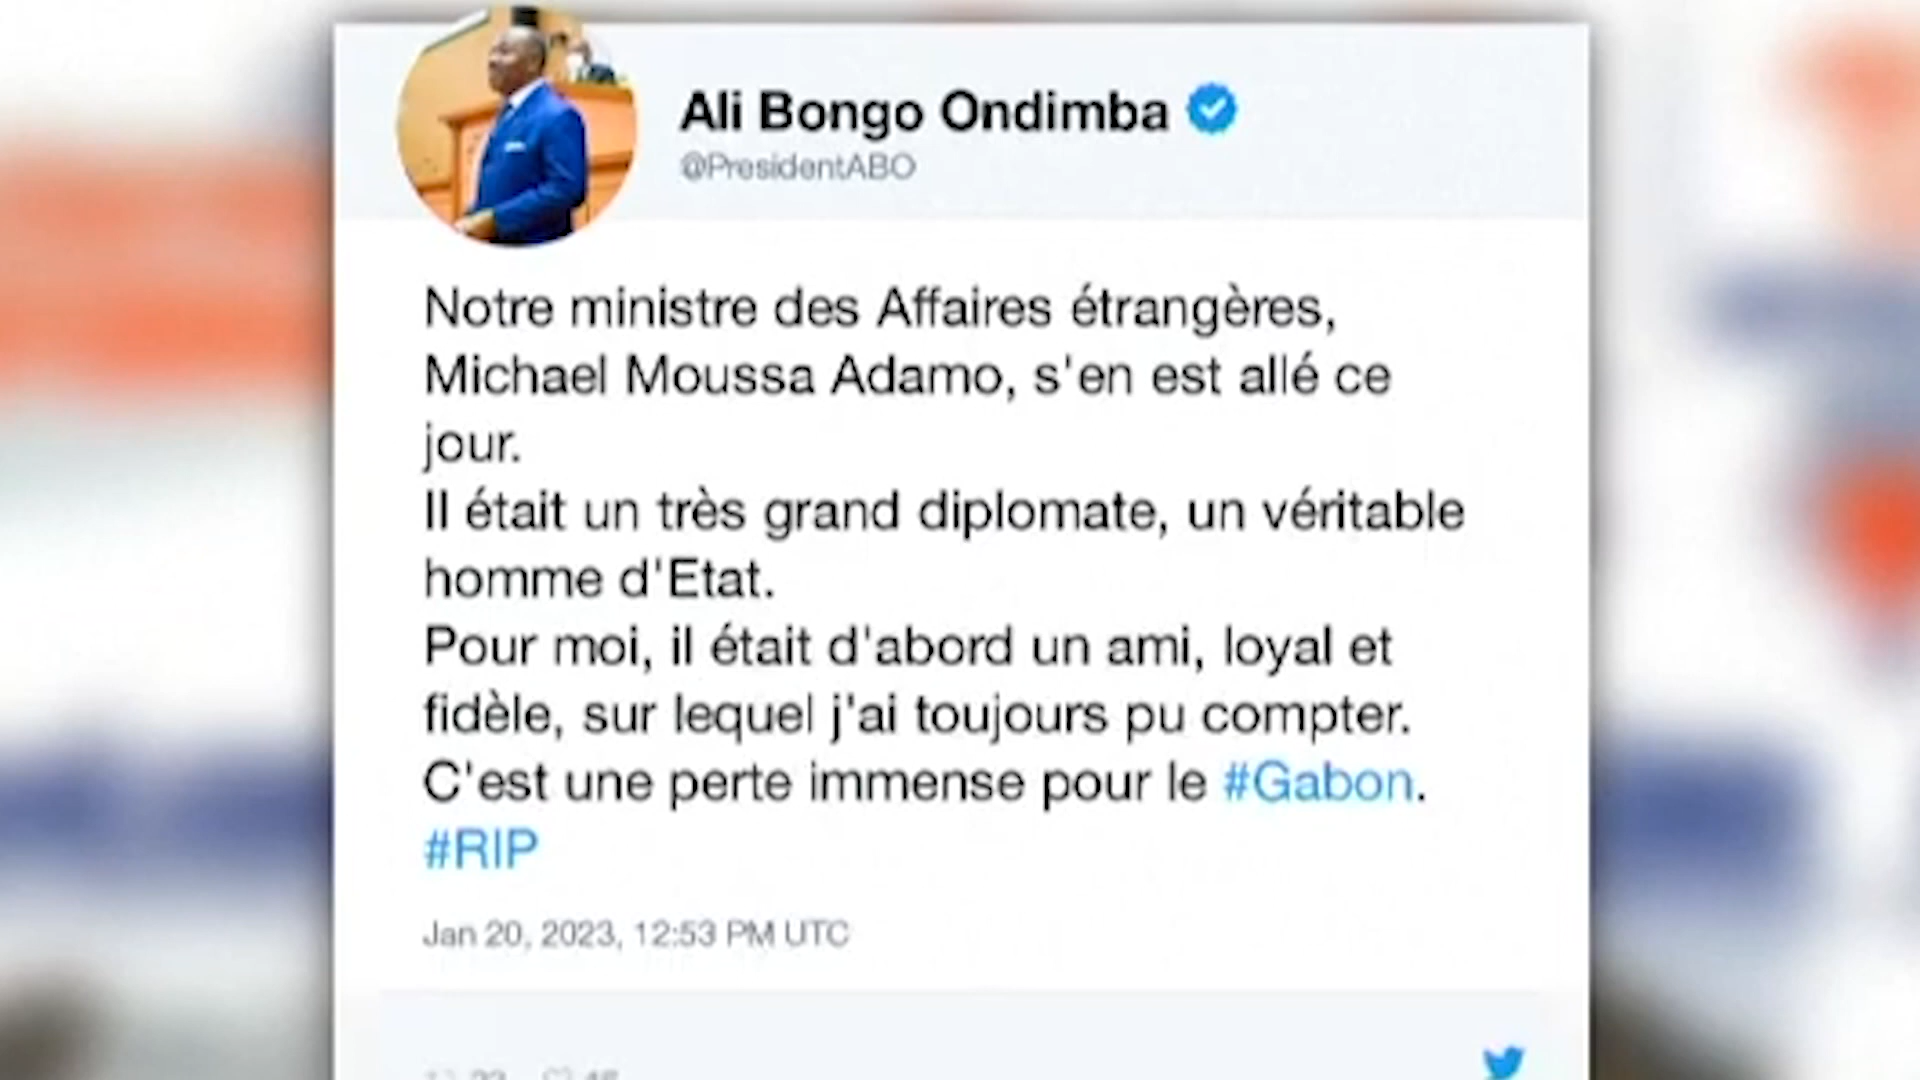 Ali Bongo Ondimba
@PresidentABO
Notre ministre des Affaires étrangères,
Michael Moussa Adamo, s'en est allé ce
jour.
Il était un très grand diplomate, un véritable
homme d'Etat.
Pour moi, il était d'abord un ami, loyal et
fidèle, sur lequel j'ai toujours pu compter.
C'est une perte immense pour le #Gabon.
#RIP
Jan 20, 2023, 12:53 PM UTC